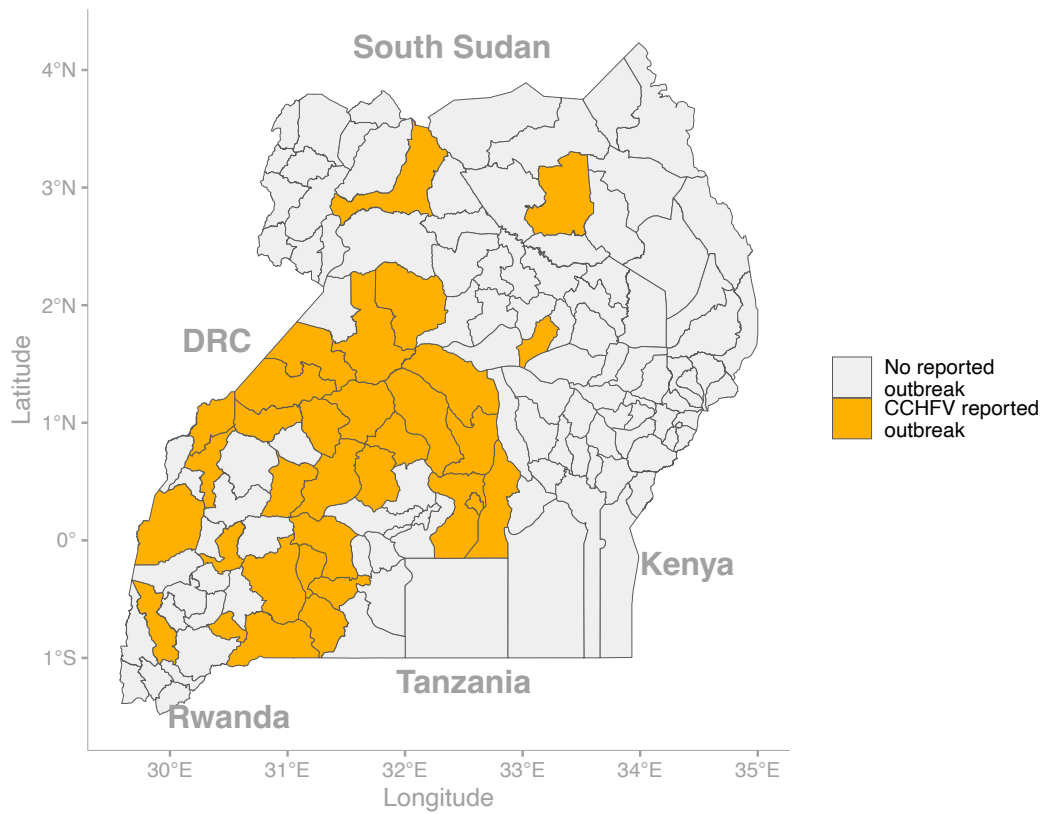 South Sudan
4°N
3°N
2°N
1°N
0°
1°S
DRC
Kenya
Tanzania
Rwanda
Latitude
30°E
31°E
32°E
33°E
34°E
35°E
Longitude
No reported
outbreak
CCHFV reported
outbreak